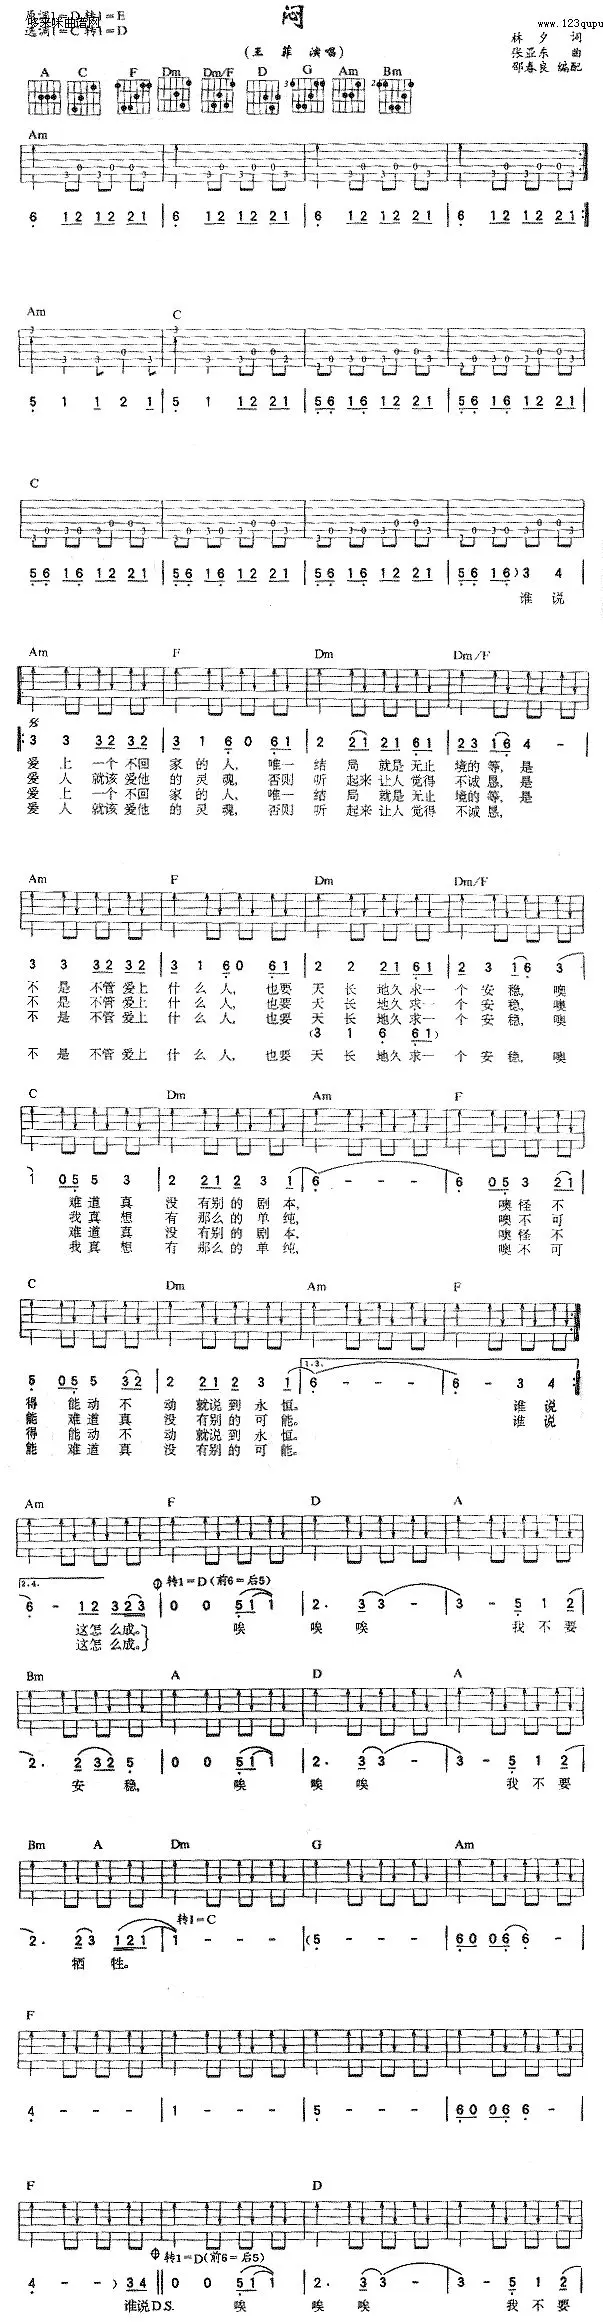 原调1=D 转1=E
哆来咪曲谱网
选调1=C 转1=D
闷
(王 菲 演唱)
www.123qupu
林 夕 词
张亚东 曲
邵春良 编配
A C F Dm Dm/F D G Am Bm
Am
6 12 12 21 | 6 12 12 21 | 6 12 12 21 | 6 12 12 21
Am C
5 1 1 2 1 | 5 1 12 21 | 56 16 12 21 | 56 16 12 21
C
56 16 12 21 | 56 16 12 21 | 56 16 12 21 | 56 16) 3 4
谁 说
Am F Dm Dm/F
3 3 32 32 | 3 1 6 0 61 | 2 21 21 61 | 23 16 4 -
爱 上 一个 不回 家 的 人, 唯一 结 局 就是 无止 境的 等, 是
爱 人 就该 爱他 的 灵 魂, 否则 听 起来 让人 觉得 不诚 恳, 是
爱 上 一个 不回 家 的 人, 唯一 结 局 就是 无止 境的 等, 是
爱 人 就该 爱他 的 灵 魂, 否则 听 起来 让人 觉得 不诚 恳,
Am F Dm Dm/F
3 3 32 32 | 3 1 60 61 | 2 2 21 61 | 2 3 16 3
不 是 不管 爱上 什 么 人, 也要 天 长 地久 求一 个 安 稳, 噢
不 是 不管 爱上 什 么 人, 也要 天 长 地久 求一 个 安 稳, 噢
不 是 不管 爱上 什 么 人, 也要 天 长 地久 求一 个 安 稳, 噢
(3 1 6 61)
不 是 不管 爱上 什 么 人, 也要 天 长 地久 求一 个 安 稳, 噢
C Dm Am F
1 05 5 3 | 2 21 2 3 1 | 6 - - - | 6 05 3 21
难道 真 没 有别 的 剧 本, 噢怪 不
我真 想 有 那么 的 单 纯, 噢不 可
难道 真 没 有别 的 剧 本, 噢怪 不
我真 想 有 那么 的 单 纯, 噢不 可
C Dm Am F
1.3.
5 05 5 32 | 2 21 2 3 1 | 6 - - - | 6 - 3 4
得 能动 不 动 就说 到 永 恒。 谁 说
能 难道 真 没 有别 的 可 能。 谁 说
得 能动 不 动 就说 到 永 恒。
能 难道 真 没 有别 的 可 能。
Am F D A
2.4. 转1=D(前6=后5)
6 - 12 323 | 0 0 51 1 | 2. 3 3 - | 3 - 5 1 2
这怎 么成。 唉 唉 唉 我 不 要
这怎 么成。
Bm A D A
2. 2 32 5 | 0 0 51 1 | 2. 3 3 - | 3 - 5 1 2
安 稳, 唉 唉 唉 我 不 要
Bm A Dm G Am
转1=C
2. 23 121 | 1 - - - | (5 - - - | 60 06 6 -
牺 牲。
F
4 - - - | 1 - - - | 5 - - - | 60 06 6 -
F D
转1=D(前6=后5)
4 - - ) 34 | 0 0 51 1 | 2. 3 3 - | 3 - 5 1 2
谁说D.S. 唉 唉 唉 我 不 要